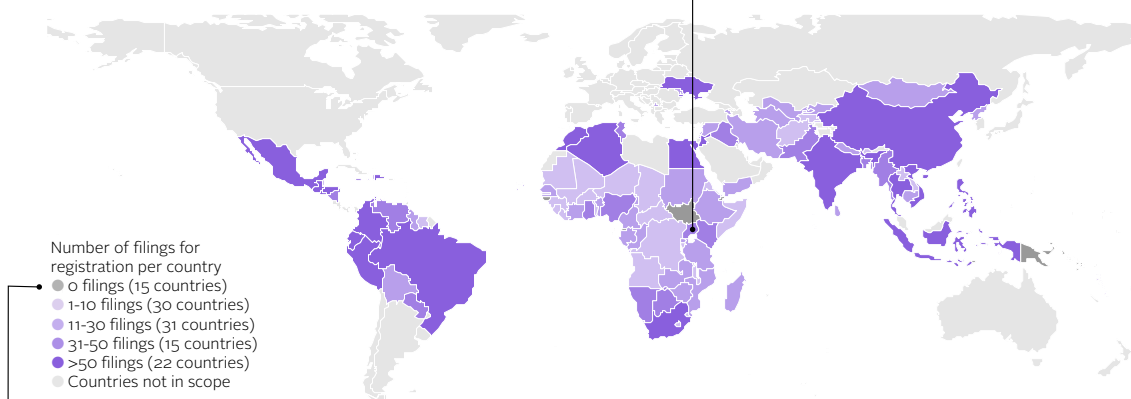 Number of filings for
registration per country
0 filings (15 countries)
1-10 filings (30 countries)
11-30 filings (31 countries)
31-50 filings (15 countries)
>50 filings (22 countries)
Countries not in scope